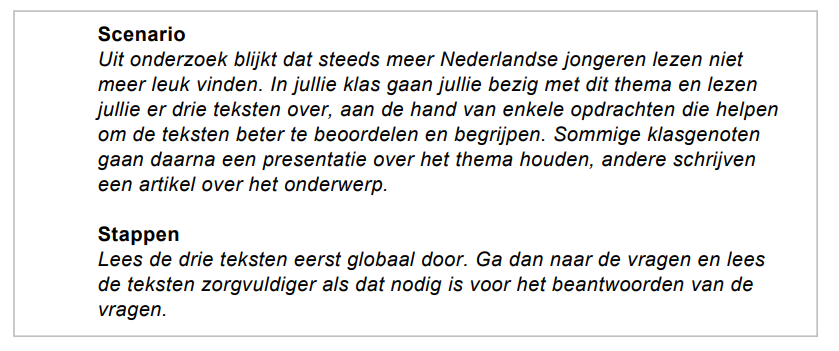 Scenario
Uit onderzoek blijkt dat steeds meer Nederlandse jongeren lezen niet
meer leuk vinden. In jullie klas gaan jullie bezig met dit thema en lezen
jullie er drie teksten over, aan de hand van enkele opdrachten die helpen
om de teksten beter te beoordelen en begrijpen. Sommige klasgenoten
gaan daarna een presentatie over het thema houden, andere schrijven
een artikel over het onderwerp.
Stappen
Lees de drie teksten eerst globaal door. Ga dan naar de vragen en lees
de teksten zorgvuldiger als dat nodig is voor het beantwoorden van de
vragen.